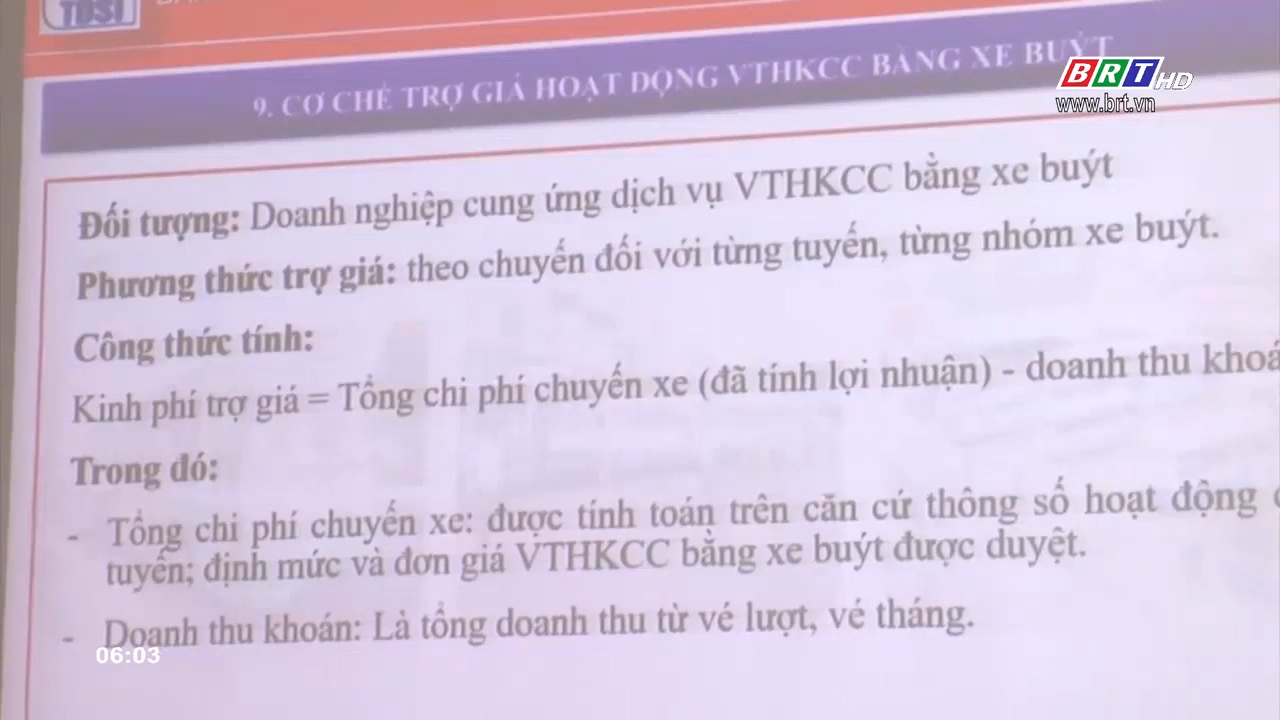 TDSI
9. CƠ CHẾ TRỢ GIÁ HOẠT ĐỘNG VTHKCC BẰNG XE BUÝT
BRT HD
www.brt.vn
Đối tượng: Doanh nghiệp cung ứng dịch vụ VTHKCC bằng xe buýt
Phương thức trợ giá: theo chuyến đối với từng tuyến, từng nhóm xe buýt.
Công thức tính:
Kinh phí trợ giá = Tổng chi phí chuyến xe (đã tính lợi nhuận) - doanh thu khoá
Trong đó:
- Tổng chi phí chuyến xe: được tính toán trên căn cứ thông số hoạt động
tuyến; định mức và đơn giá VTHKCC bằng xe buýt được duyệt.
- Doanh thu khoán: Là tổng doanh thu từ vé lượt, vé tháng.
06:03